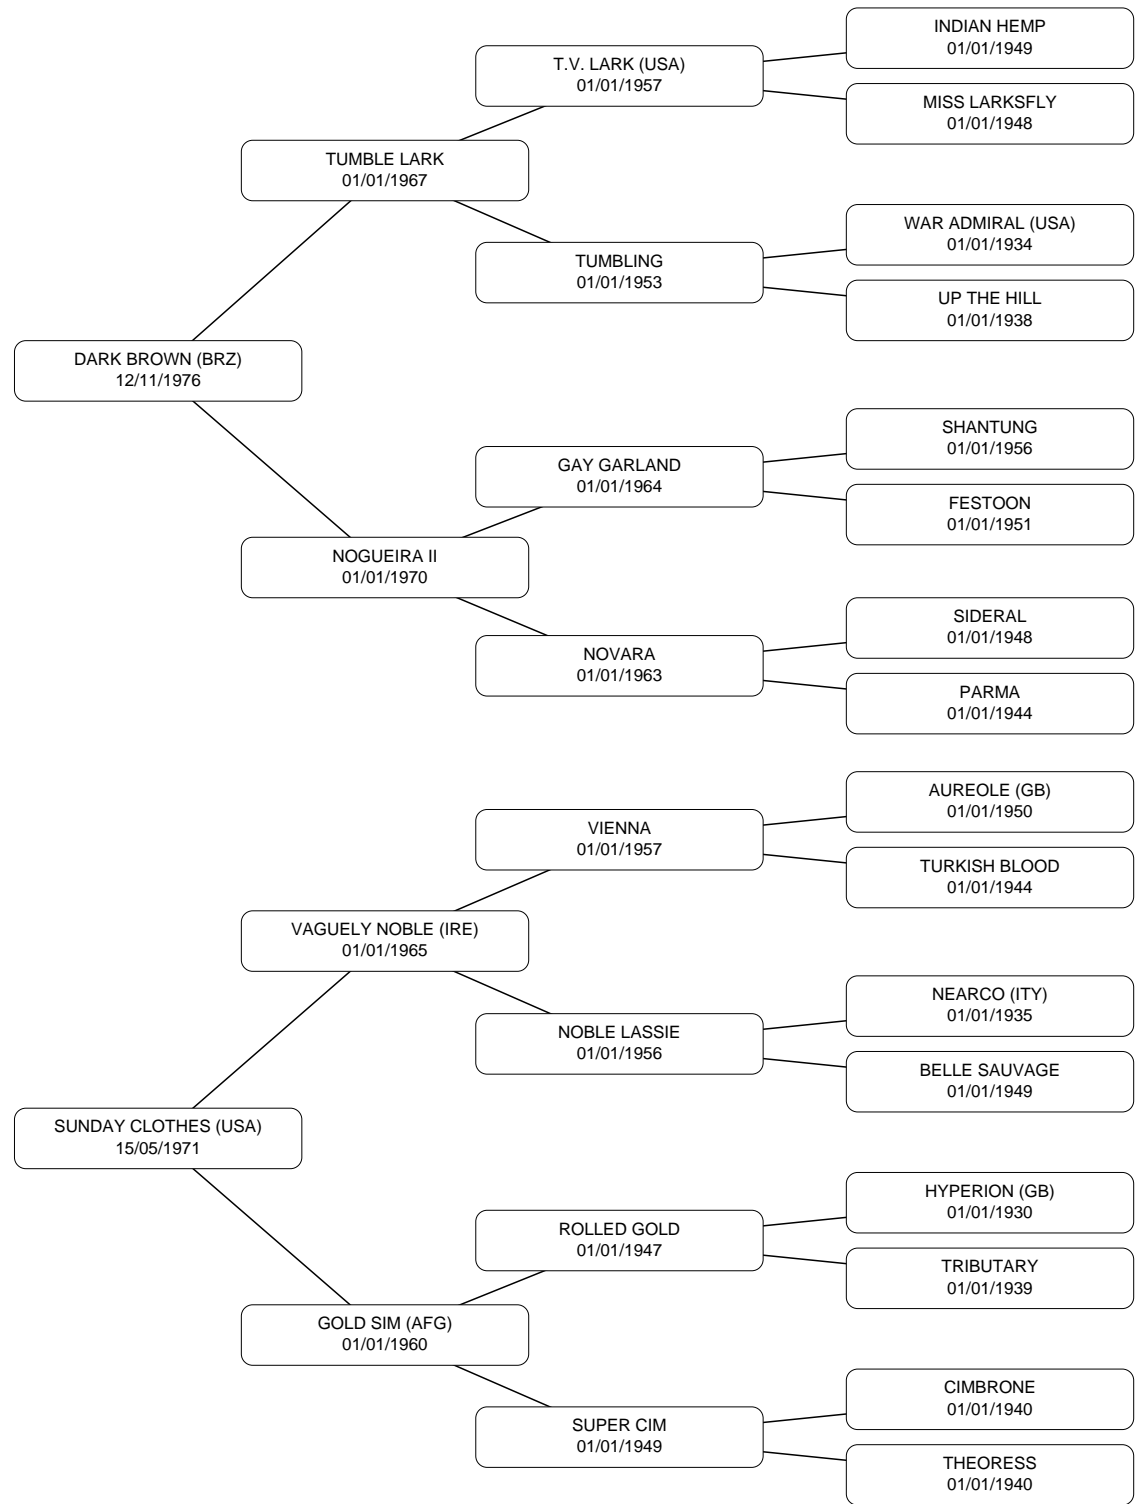 INDIAN HEMP
01/01/1949
T.V. LARK (USA)
01/01/1957
MISS LARKSFLY
01/01/1948
TUMBLE LARK
01/01/1967
WAR ADMIRAL (USA)
01/01/1934
TUMBLING
01/01/1953
UP THE HILL
01/01/1938
DARK BROWN (BRZ)
12/11/1976
SHANTUNG
01/01/1956
GAY GARLAND
01/01/1964
FESTOON
01/01/1951
NOGUEIRA II
01/01/1970
SIDERAL
01/01/1948
NOVARA
01/01/1963
PARMA
01/01/1944
AUREOLE (GB)
01/01/1950
VIENNA
01/01/1957
TURKISH BLOOD
01/01/1944
VAGUELY NOBLE (IRE)
01/01/1965
NEARCO (ITY)
01/01/1935
NOBLE LASSIE
01/01/1956
BELLE SAUVAGE
01/01/1949
SUNDAY CLOTHES (USA)
15/05/1971
HYPERION (GB)
01/01/1930
ROLLED GOLD
01/01/1947
TRIBUTARY
01/01/1939
GOLD SIM (AFG)
01/01/1960
CIMBRONE
01/01/1940
SUPER CIM
01/01/1949
THEORESS
01/01/1940